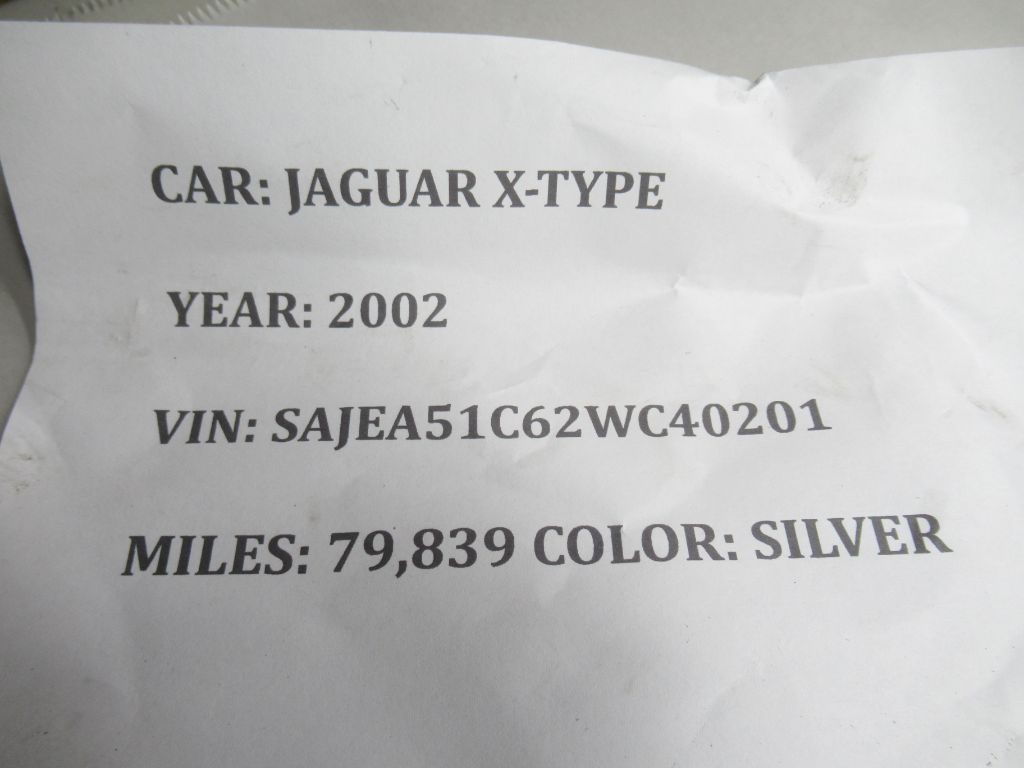 CAR: JAGUAR X-TYPE
YEAR: 2002
VIN: SAJEA51C62WC40201
MILES: 79,839 COLOR: SILVER